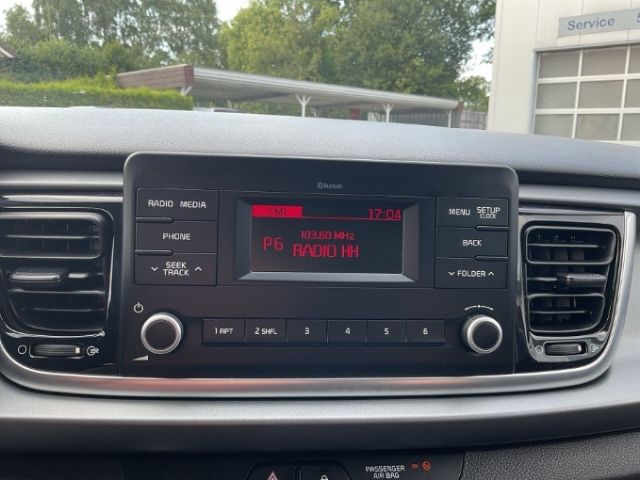 Service 5
Bluetooth
RADIO MEDIA
PHONE
SEEK
TRACK
FM1 17:04
103.60 MHz
P6 RADIO HH
MENU SETUP
CLOCK
BACK
FOLDER
1 RPT 2 SHFL 3 4 5 6
PASSENGER
AIR BAG